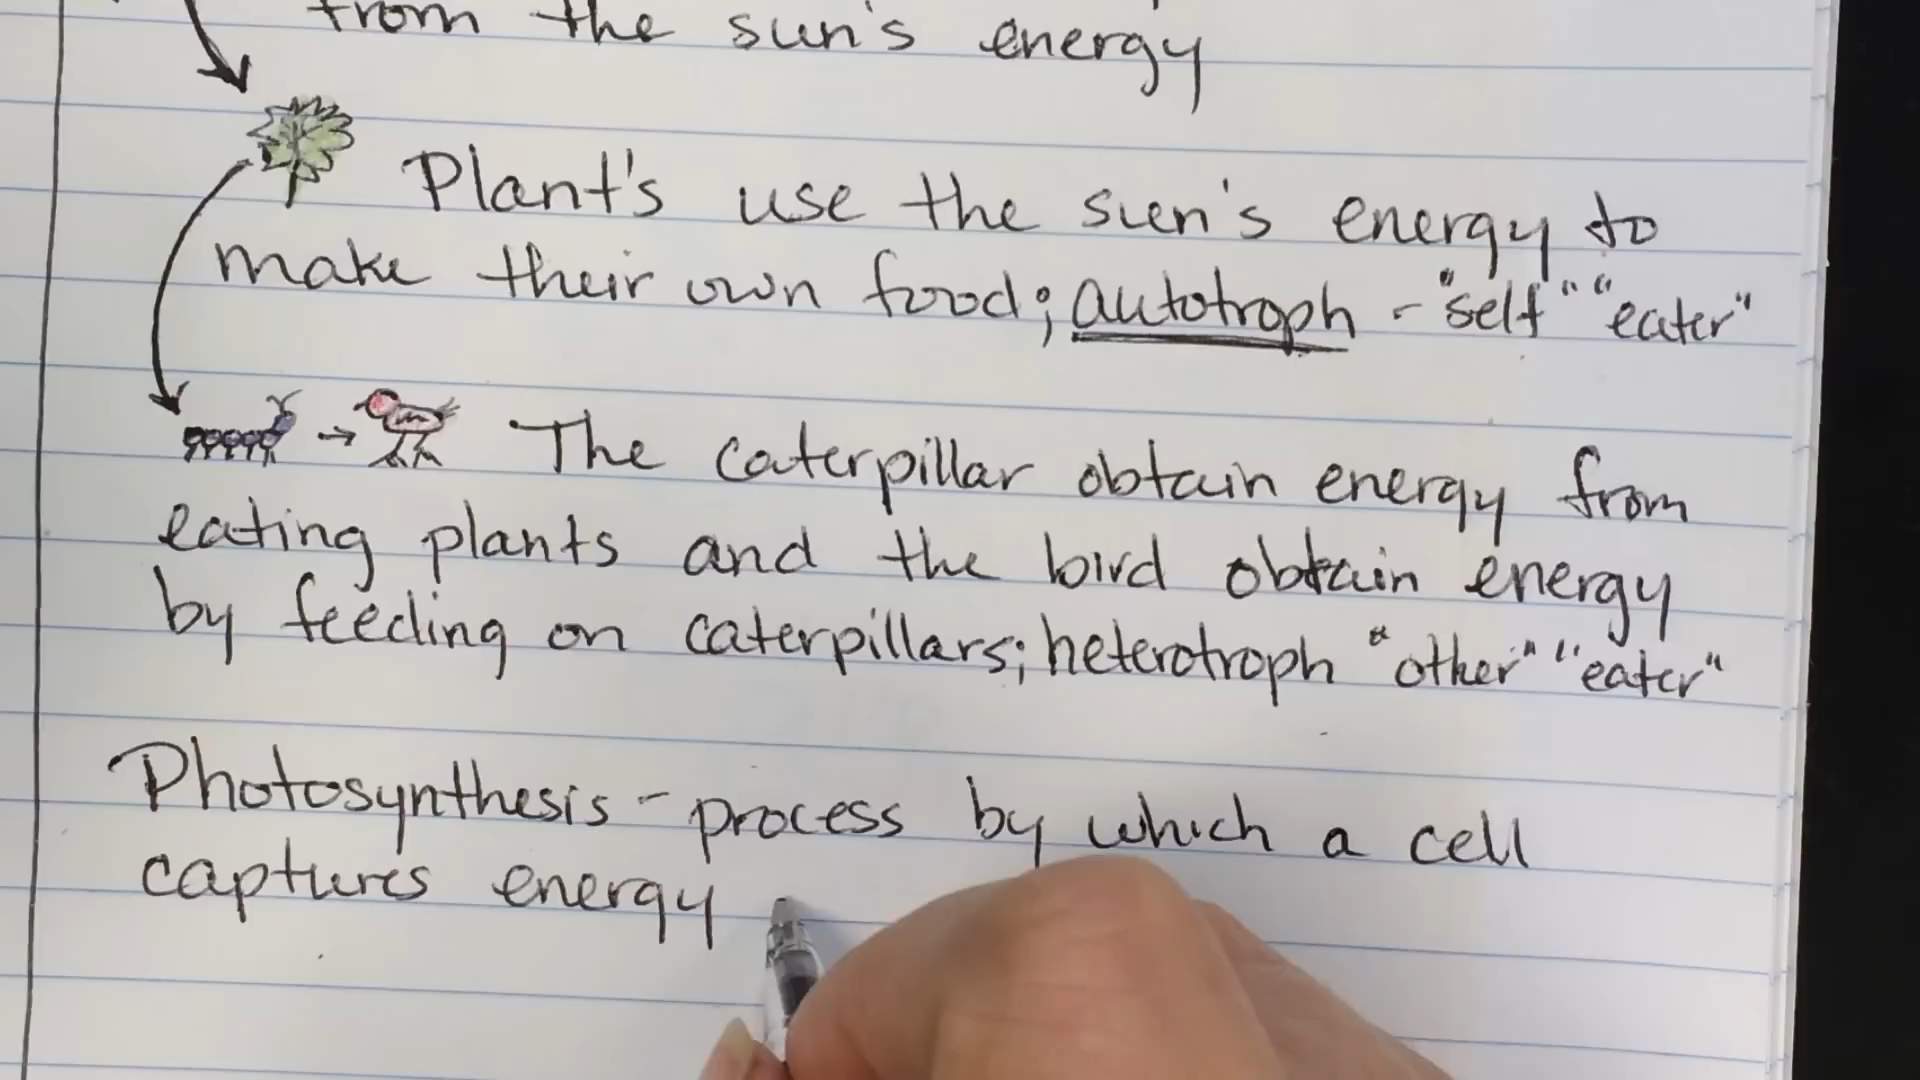 from the sun's energy
Plant's use the sun's energy to
make their own food; autotroph - "self" "eater"
The caterpillar obtain energy from
eating plants and the bird obtain energy
by feeding on caterpillars; heterotroph "other" "eater"
Photosynthesis - process by which a cell
captures energy